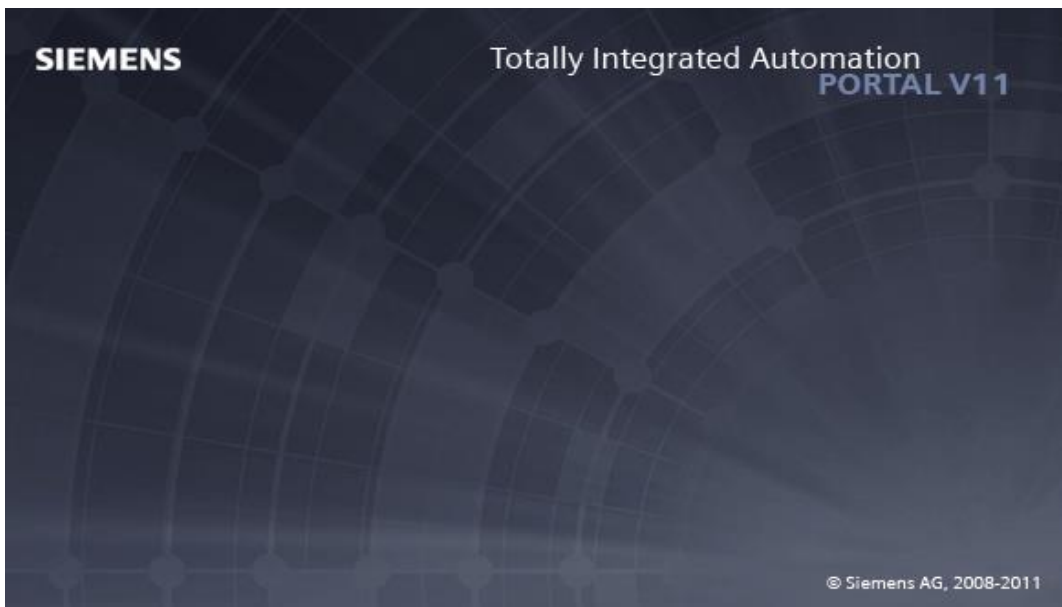 SIEMENS
Totally Integrated Automation
PORTAL V11
© Siemens AG, 2008-2011